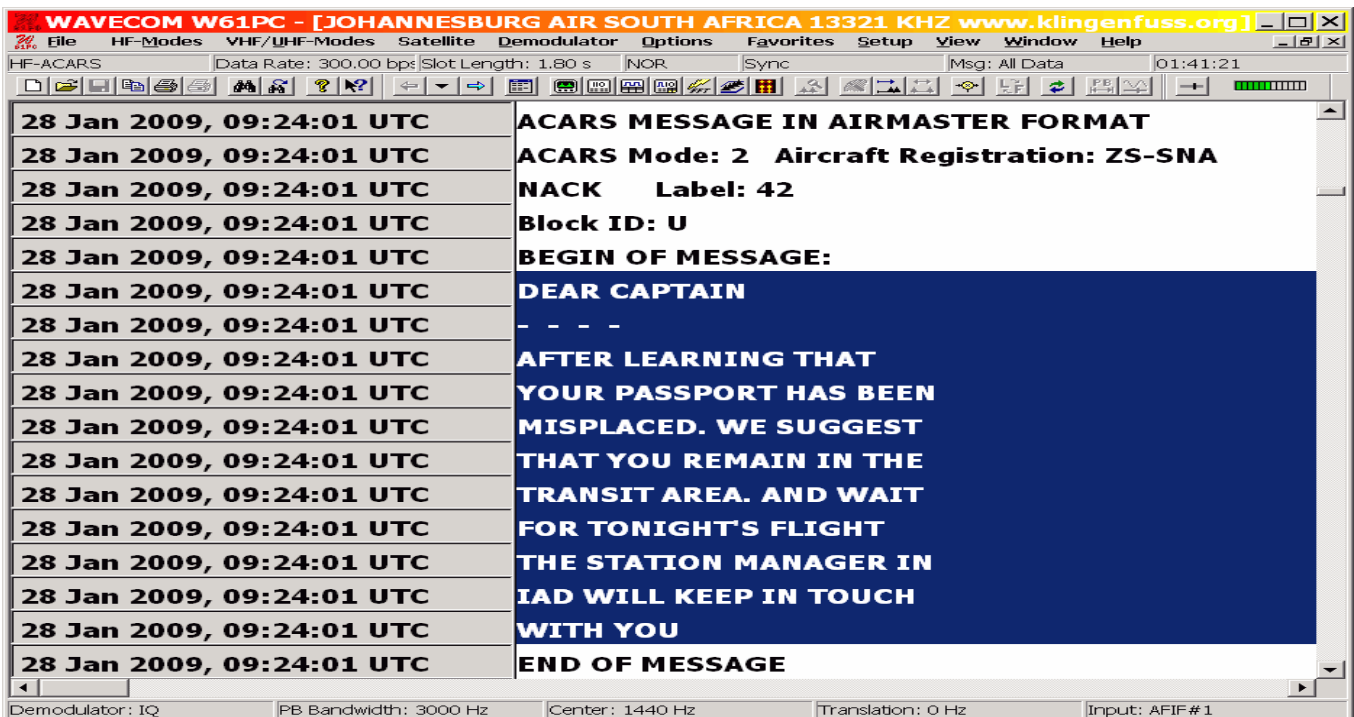 WAVECOM W61PC - [JOHANNESBURG AIR SOUTH AFRICA 13321 KHZ www.klingenfuss.org]
File HF-Modes VHF/UHF-Modes Satellite Demodulator Options Favorites Setup View Window Help
HF-ACARS Data Rate: 300.00 bps Slot Length: 1.80 s NOR Sync Msg: All Data 01:41:21
28 Jan 2009, 09:24:01 UTC ACARS MESSAGE IN AIRMASTER FORMAT
28 Jan 2009, 09:24:01 UTC ACARS Mode: 2 Aircraft Registration: ZS-SNA
28 Jan 2009, 09:24:01 UTC NACK Label: 42
28 Jan 2009, 09:24:01 UTC Block ID: U
28 Jan 2009, 09:24:01 UTC BEGIN OF MESSAGE:
28 Jan 2009, 09:24:01 UTC DEAR CAPTAIN
28 Jan 2009, 09:24:01 UTC - - - -
28 Jan 2009, 09:24:01 UTC AFTER LEARNING THAT
28 Jan 2009, 09:24:01 UTC YOUR PASSPORT HAS BEEN
28 Jan 2009, 09:24:01 UTC MISPLACED. WE SUGGEST
28 Jan 2009, 09:24:01 UTC THAT YOU REMAIN IN THE
28 Jan 2009, 09:24:01 UTC TRANSIT AREA. AND WAIT
28 Jan 2009, 09:24:01 UTC FOR TONIGHT'S FLIGHT
28 Jan 2009, 09:24:01 UTC THE STATION MANAGER IN
28 Jan 2009, 09:24:01 UTC IAD WILL KEEP IN TOUCH
28 Jan 2009, 09:24:01 UTC WITH YOU
28 Jan 2009, 09:24:01 UTC END OF MESSAGE
Demodulator: IQ PB Bandwidth: 3000 Hz Center: 1440 Hz Translation: 0 Hz Input: AFIF#1